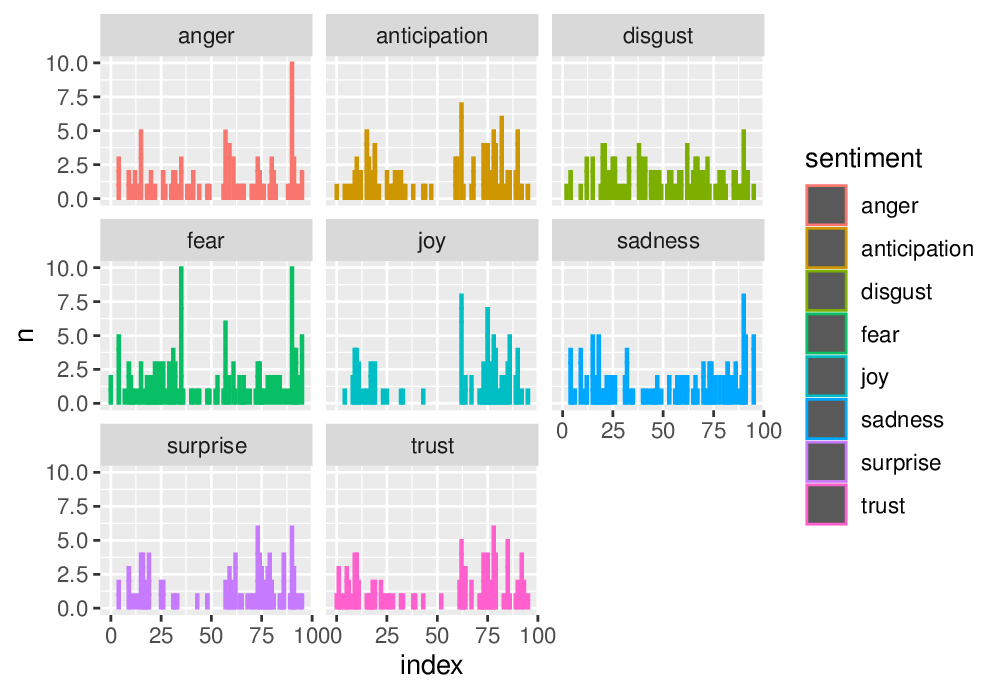 anger anticipation disgust
10.0
7.5
5.0
2.5
0.0
fear joy sadness
10.0
7.5
5.0
2.5
0.0
0 25 50 75 100
surprise trust
10.0
7.5
5.0
2.5
0.0
0 25 50 75 100 0 25 50 75 100
index
n
sentiment
anger
anticipation
disgust
fear
joy
sadness
surprise
trust